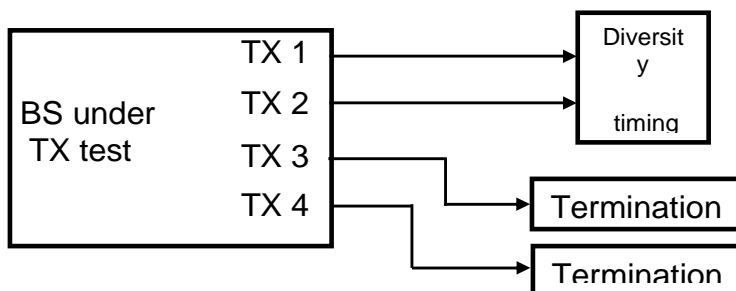 TX 1
TX 2
BS under
TX test
TX 3
TX 4
Diversit
y
timing
Termination
Termination